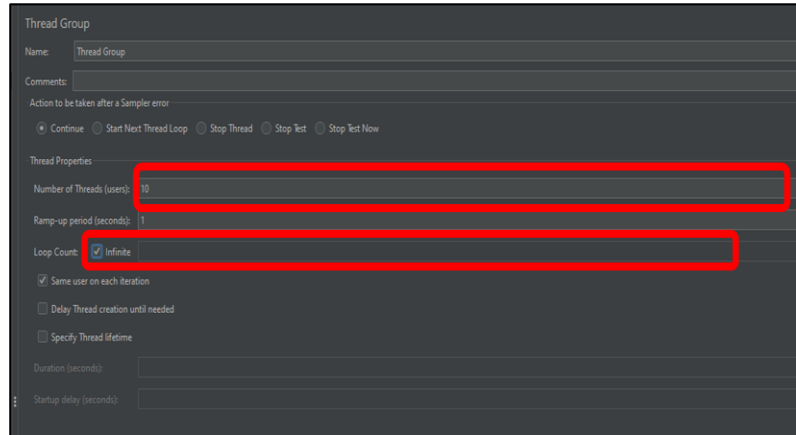 Thread Group
Name: Thread Group
Comments:
Action to be taken after a Sampler error
Continue Start Next Thread Loop Stop Thread Stop Test Stop Test Now
Thread Properties
Number of Threads (users): 10
Ramp-up period (seconds): 1
Loop Count: Infinite
Same user on each iteration
Delay Thread creation until needed
Specify Thread lifetime
Duration (seconds):
Startup delay (seconds):